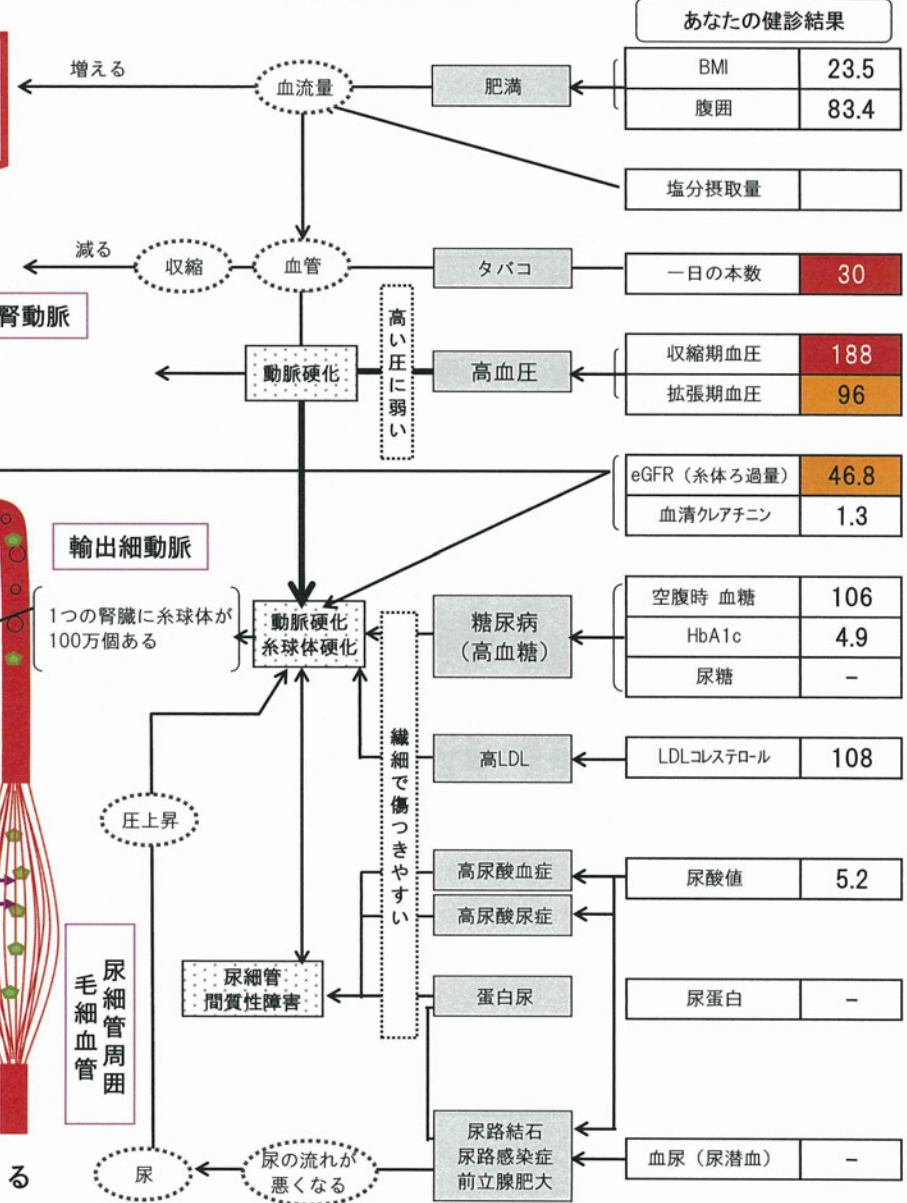 あなたの健診結果
増える
血流量
肥満
BMI
23.5
腹囲
83.4
塩分摂取量
減る
収縮
血管
タバコ
一日の本数
30
腎動脈
高い圧に弱い
動脈硬化
高血圧
収縮期血圧
188
拡張期血圧
96
eGFR（糸体ろ過量）
46.8
血清クレアチニン
1.3
輸出細動脈
1つの腎臓に糸球体が
100万個ある
動脈硬化
糸球体硬化
糖尿病
（高血糖）
空腹時 血糖
106
HbA1c
4.9
尿糖
－
繊細で傷つきやすい
高LDL
LDLコレステロール
108
圧上昇
高尿酸血症
高尿酸尿症
尿酸値
5.2
尿細管周囲
毛細血管
尿細管
間質性障害
蛋白尿
尿蛋白
－
尿路結石
尿路感染症
前立腺肥大
血尿（尿潜血）
－
る
尿
尿の流れが
悪くなる